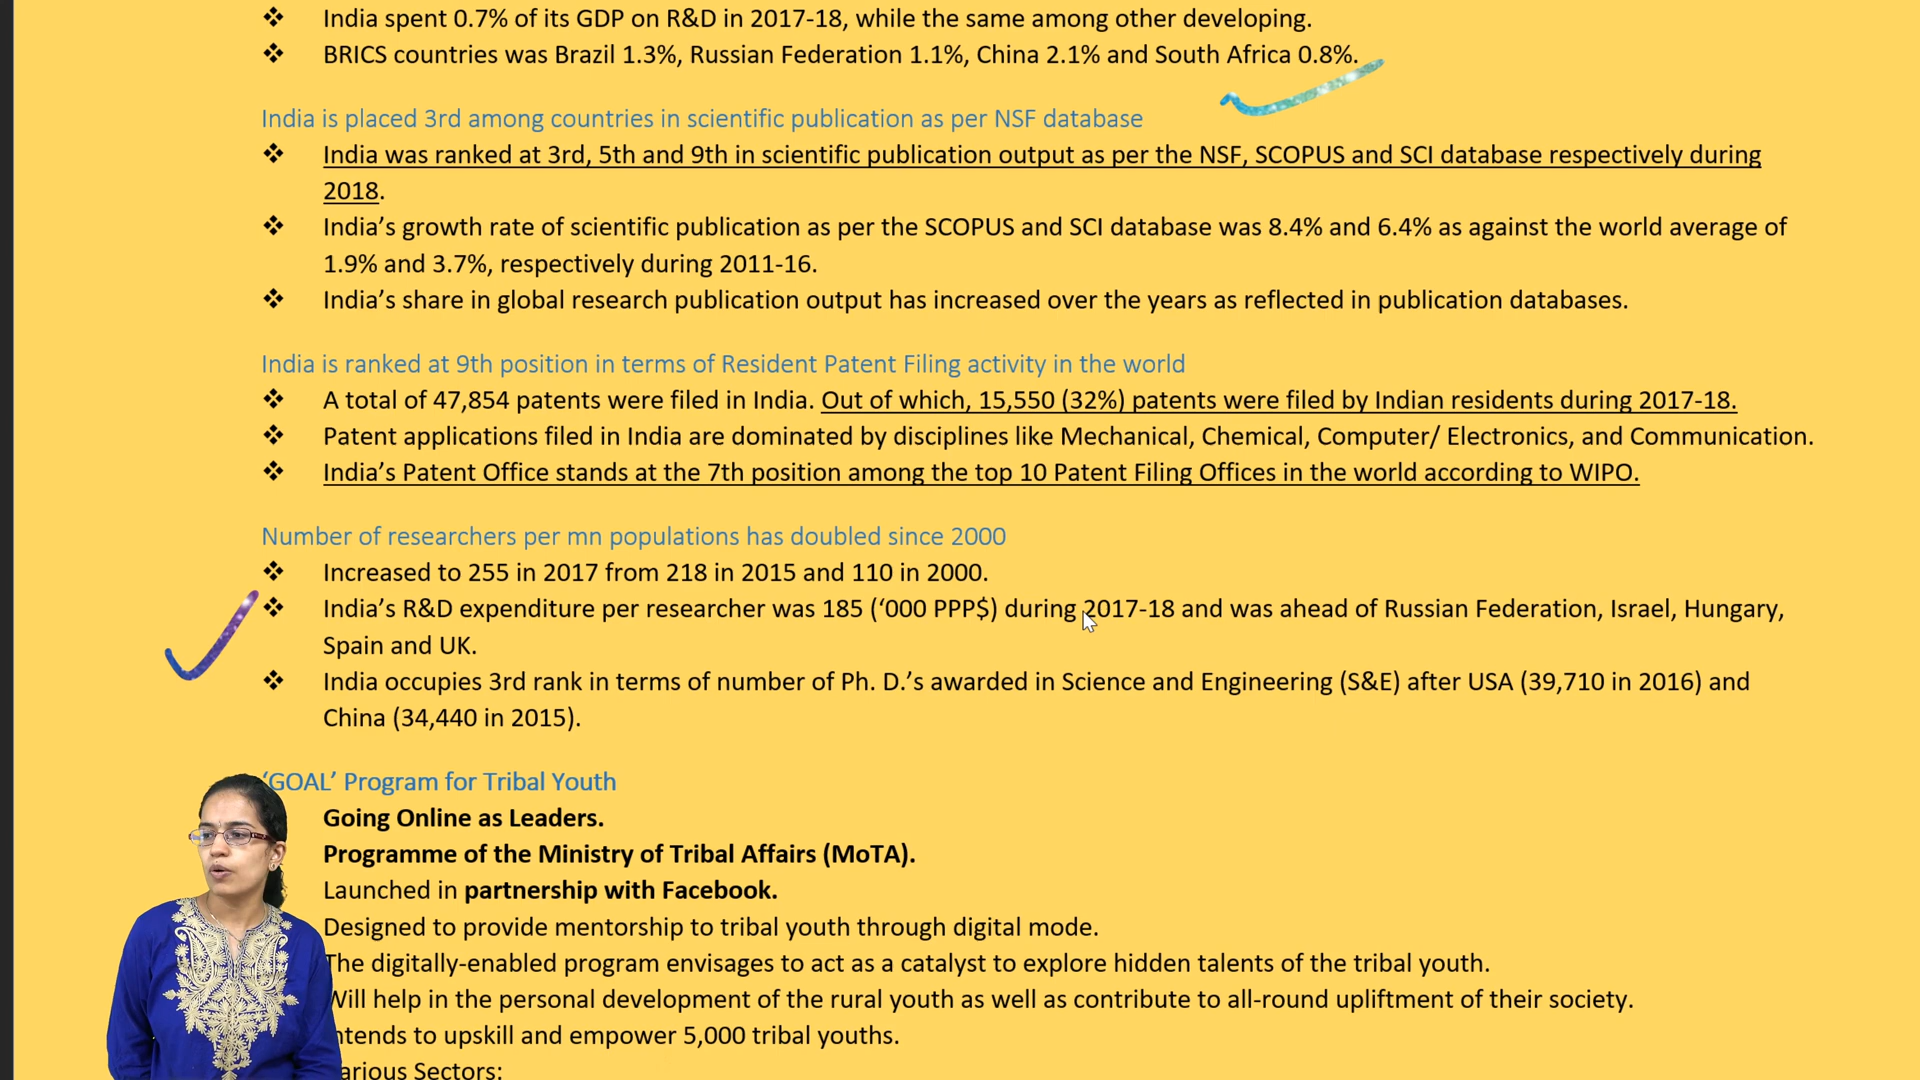 ❖ India spent 0.7% of its GDP on R&D in 2017-18, while the same among other developing.
❖ BRICS countries was Brazil 1.3%, Russian Federation 1.1%, China 2.1% and South Africa 0.8%.
India is placed 3rd among countries in scientific publication as per NSF database
❖ India was ranked at 3rd, 5th and 9th in scientific publication output as per the NSF, SCOPUS and SCI database respectively during
2018.
❖ India’s growth rate of scientific publication as per the SCOPUS and SCI database was 8.4% and 6.4% as against the world average of
1.9% and 3.7%, respectively during 2011-16.
❖ India’s share in global research publication output has increased over the years as reflected in publication databases.
India is ranked at 9th position in terms of Resident Patent Filing activity in the world
❖ A total of 47,854 patents were filed in India. Out of which, 15,550 (32%) patents were filed by Indian residents during 2017-18.
❖ Patent applications filed in India are dominated by disciplines like Mechanical, Chemical, Computer/ Electronics, and Communication.
❖ India’s Patent Office stands at the 7th position among the top 10 Patent Filing Offices in the world according to WIPO.
Number of researchers per mn populations has doubled since 2000
❖ Increased to 255 in 2017 from 218 in 2015 and 110 in 2000.
❖ India’s R&D expenditure per researcher was 185 (‘000 PPP$) during 2017-18 and was ahead of Russian Federation, Israel, Hungary,
Spain and UK.
❖ India occupies 3rd rank in terms of number of Ph. D.’s awarded in Science and Engineering (S&E) after USA (39,710 in 2016) and
China (34,440 in 2015).
‘GOAL’ Program for Tribal Youth
Going Online as Leaders.
Programme of the Ministry of Tribal Affairs (MoTA).
Launched in partnership with Facebook.
Designed to provide mentorship to tribal youth through digital mode.
The digitally-enabled program envisages to act as a catalyst to explore hidden talents of the tribal youth.
Will help in the personal development of the rural youth as well as contribute to all-round upliftment of their society.
ntends to upskill and empower 5,000 tribal youths.
arious Sectors: